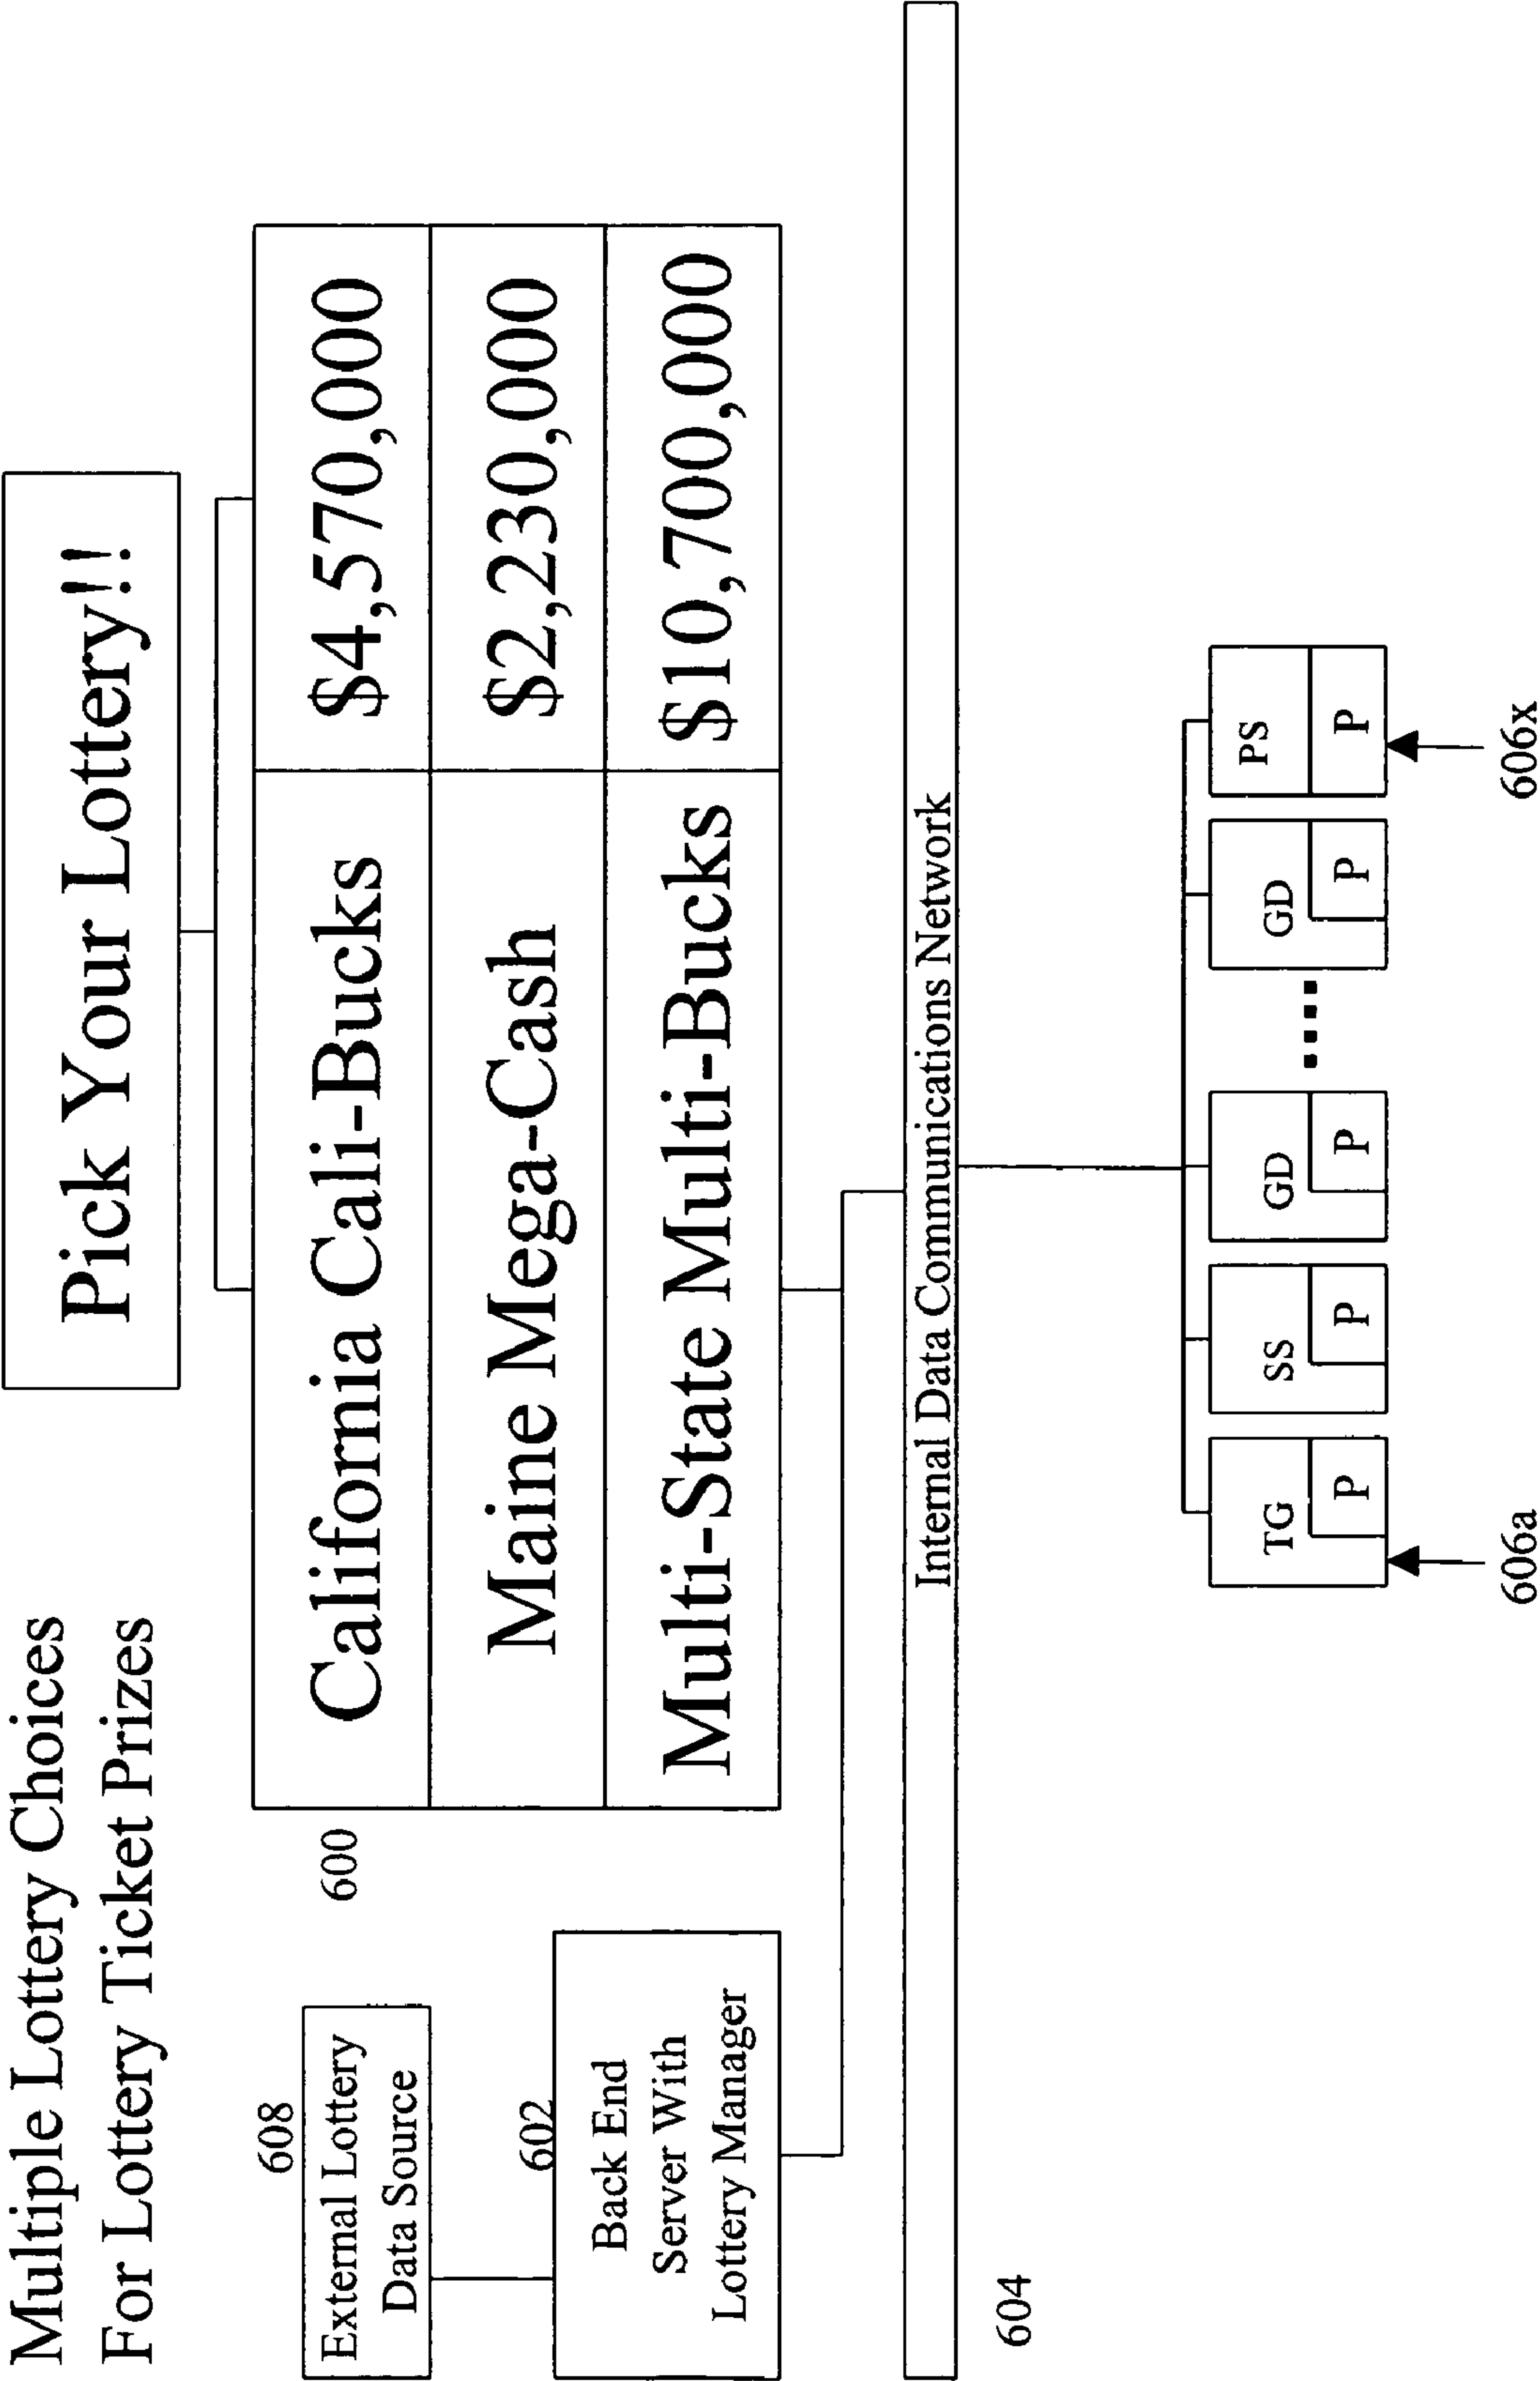 Multiple Lottery Choices
For Lottery Ticket Prizes
Pick Your Lottery!!
608
External Lottery
Data Source
602
Back End
Server With
Lottery Manager
600
California Cali-Bucks $4,570,000
Maine Mega-Cash $2,230,000
Multi-State Multi-Bucks $10,700,000
Internal Data Communications Network
604
TG P
SS P
GD P
GD P
PS P
606a
606x